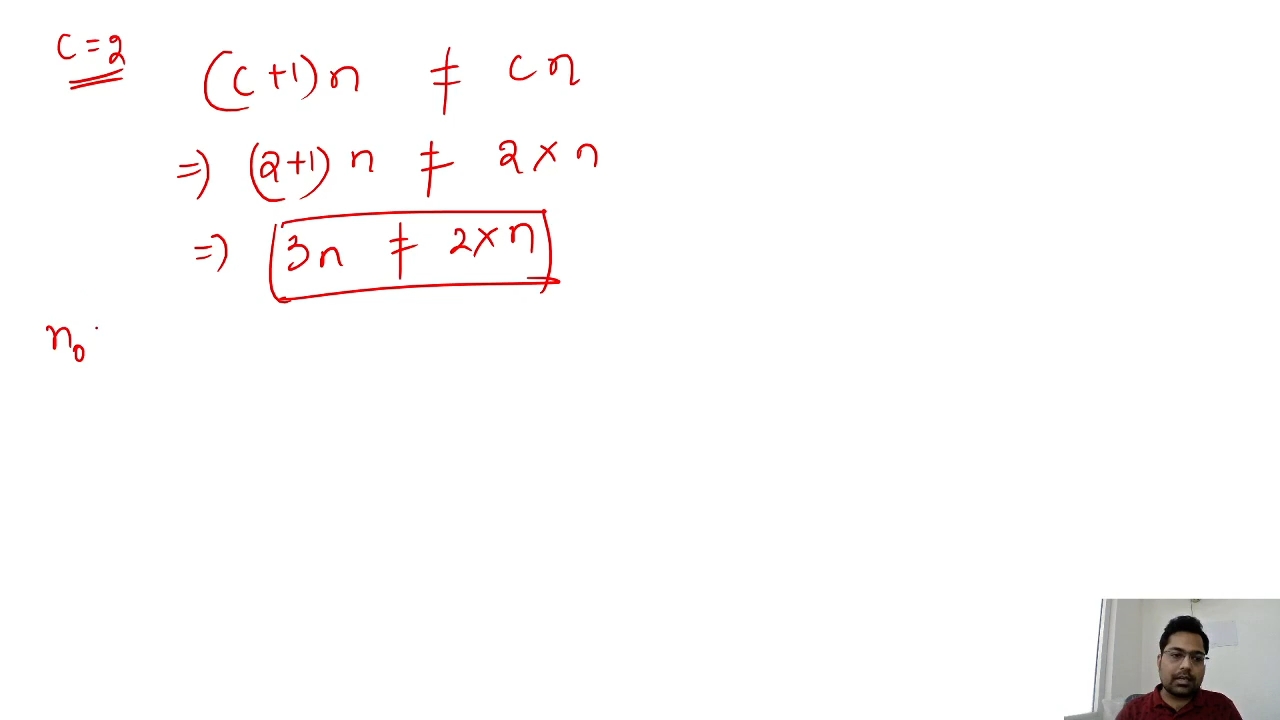 c = 2
(c+1)n ≠ cn
⇒ (2+1) n ≠ 2 × n
⇒ 3n ≠ 2 × n
n₀